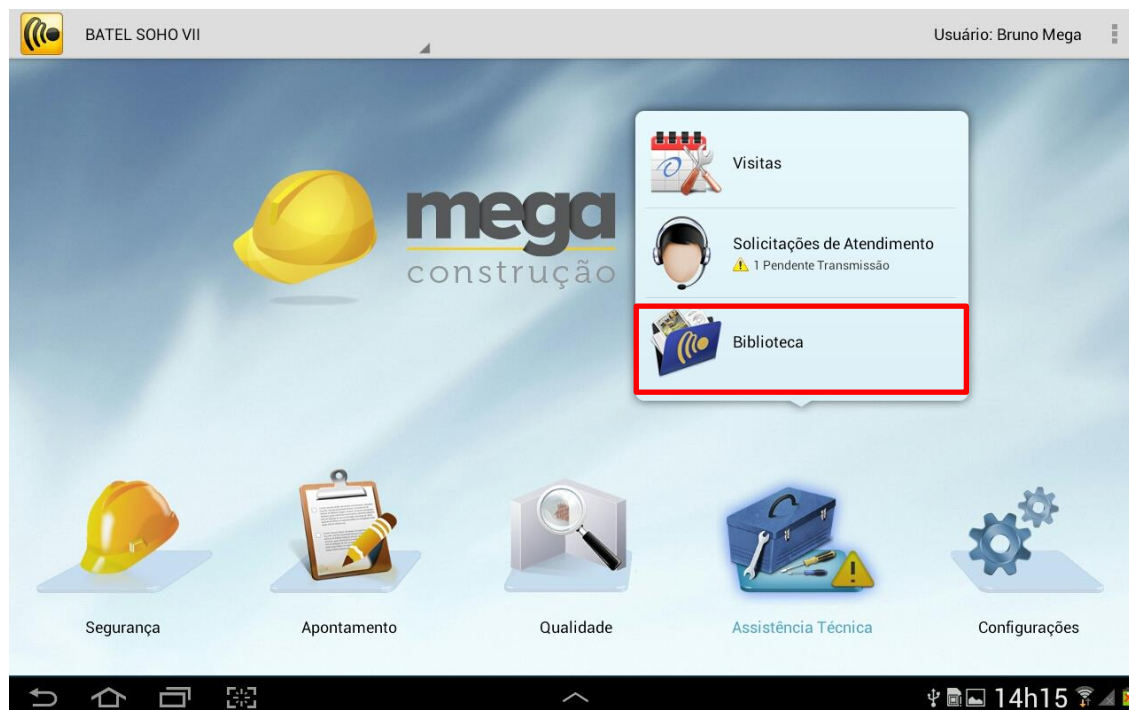 BATEL SOHO VII
Usuário: Bruno Mega
mega
construção
Visitas
Solicitações de Atendimento
1 Pendente Transmissão
Biblioteca
Segurança
Apontamento
Qualidade
Assistência Técnica
Configurações
14h15